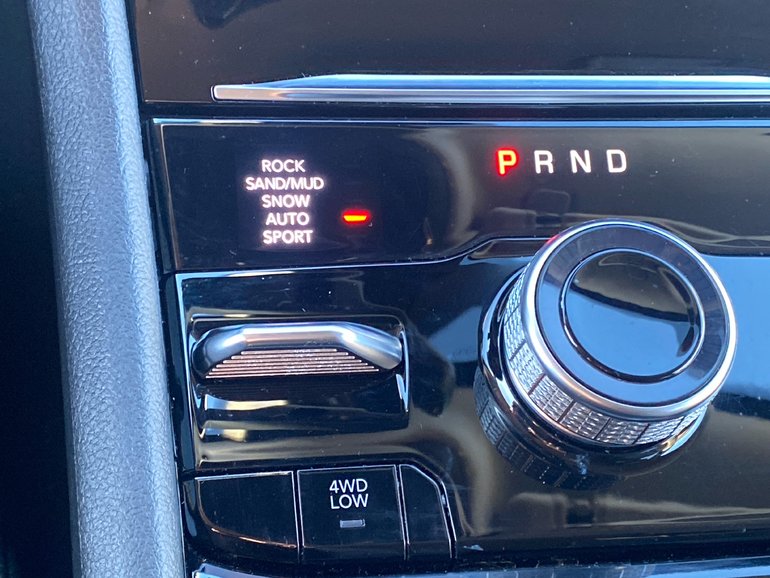 ROCK
SAND/MUD
SNOW
AUTO
SPORT
P R N D
4WD
LOW